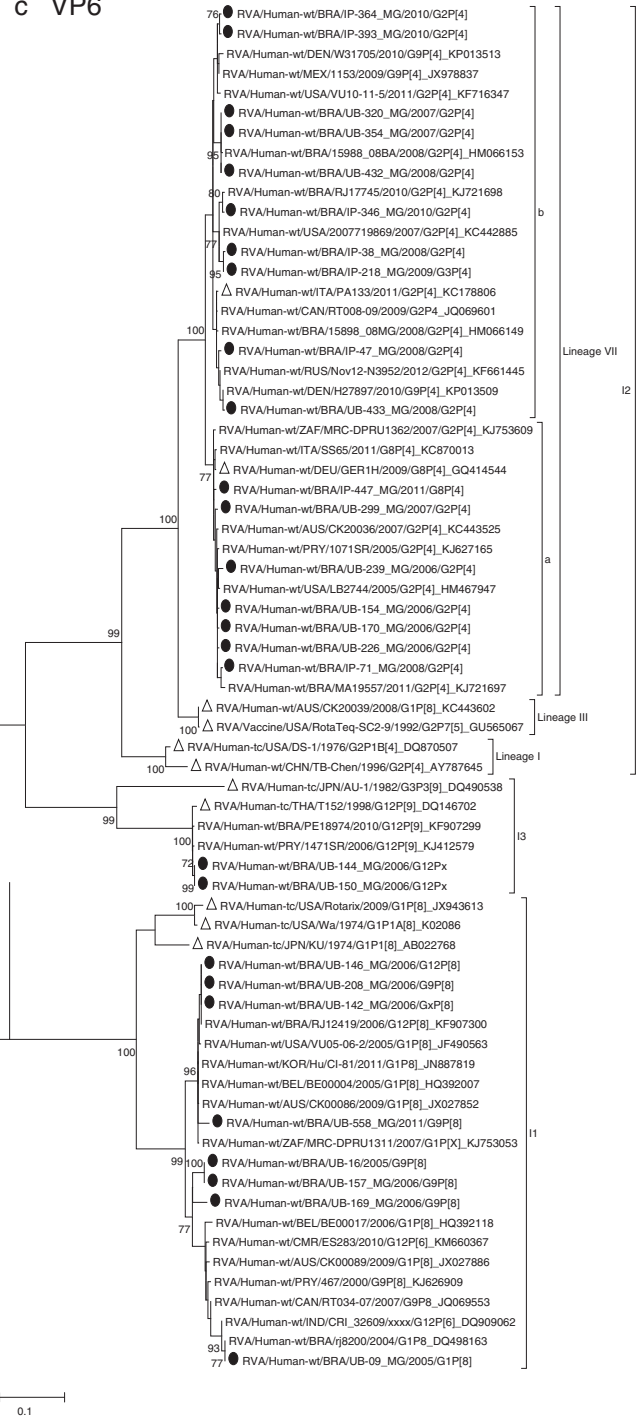 c VP6
76 RVA/Human-wt/BRA/IP-364_MG/2010/G2P[4]
RVA/Human-wt/BRA/IP-393_MG/2010/G2P[4]
RVA/Human-wt/DEN/W31705/2010/G9P[4]_KP013513
RVA/Human-wt/MEX/1153/2009/G9P[4]_JX978837
RVA/Human-wt/USA/VU10-11-5/2011/G2P[4]_KF716347
RVA/Human-wt/BRA/UB-320_MG/2007/G2P[4]
RVA/Human-wt/BRA/UB-354_MG/2007/G2P[4]
95 RVA/Human-wt/BRA/15988_08BA/2008/G2P[4]_HM066153
RVA/Human-wt/BRA/UB-432_MG/2008/G2P[4]
80 RVA/Human-wt/BRA/RJ17745/2010/G2P[4]_KJ721698
RVA/Human-wt/BRA/IP-346_MG/2010/G2P[4]
b
RVA/Human-wt/USA/2007719869/2007/G2P[4]_KC442885
77
RVA/Human-wt/BRA/IP-38_MG/2008/G2P[4]
95 RVA/Human-wt/BRA/IP-218_MG/2009/G3P[4]
RVA/Human-wt/ITA/PA133/2011/G2P[4]_KC178806
RVA/Human-wt/CAN/RT008-09/2009/G2P4_JQ069601
100 RVA/Human-wt/BRA/15898_08MG/2008/G2P[4]_HM066149
RVA/Human-wt/BRA/IP-47_MG/2008/G2P[4]
Lineage VII
RVA/Human-wt/RUS/Nov12-N3952/2012/G2P[4]_KF661445
RVA/Human-wt/DEN/H27897/2010/G9P[4]_KP013509
I2
RVA/Human-wt/BRA/UB-433_MG/2008/G2P[4]
RVA/Human-wt/ZAF/MRC-DPRU1362/2007/G2P[4]_KJ753609
RVA/Human-wt/ITA/SS65/2011/G8P[4]_KC870013
77 RVA/Human-wt/DEU/GER1H/2009/G8P[4]_GQ414544
RVA/Human-wt/BRA/IP-447_MG/2011/G8P[4]
RVA/Human-wt/BRA/UB-299_MG/2007/G2P[4]
100 RVA/Human-wt/AUS/CK20036/2007/G2P[4]_KC443525
RVA/Human-wt/PRY/1071SR/2005/G2P[4]_KJ627165
a
RVA/Human-wt/BRA/UB-239_MG/2006/G2P[4]
RVA/Human-wt/USA/LB2744/2005/G2P[4]_HM467947
RVA/Human-wt/BRA/UB-154_MG/2006/G2P[4]
RVA/Human-wt/BRA/UB-170_MG/2006/G2P[4]
99 RVA/Human-wt/BRA/UB-226_MG/2006/G2P[4]
RVA/Human-wt/BRA/IP-71_MG/2008/G2P[4]
RVA/Human-wt/BRA/MA19557/2011/G2P[4]_KJ721697
RVA/Human-wt/AUS/CK20039/2008/G1P[8]_KC443602
Lineage III
100 RVA/Vaccine/USA/RotaTeq-SC2-9/1992/G2P7[5]_GU565067
RVA/Human-tc/USA/DS-1/1976/G2P1B[4]_DQ870507
Lineage I
100 RVA/Human-wt/CHN/TB-Chen/1996/G2P[4]_AY787645
RVA/Human-tc/JPN/AU-1/1982/G3P3[9]_DQ490538
RVA/Human-tc/THA/T152/1998/G12P[9]_DQ146702
99
RVA/Human-wt/BRA/PE18974/2010/G12P[9]_KF907299
I3
100 RVA/Human-wt/PRY/1471SR/2006/G12P[9]_KJ412579
72 RVA/Human-wt/BRA/UB-144_MG/2006/G12Px
99 RVA/Human-wt/BRA/UB-150_MG/2006/G12Px
100 RVA/Human-tc/USA/Rotarix/2009/G1P[8]_JX943613
RVA/Human-tc/USA/Wa/1974/G1P1A[8]_K02086
RVA/Human-tc/JPN/KU/1974/G1P1[8]_AB022768
RVA/Human-wt/BRA/UB-146_MG/2006/G12P[8]
RVA/Human-wt/BRA/UB-208_MG/2006/G9P[8]
RVA/Human-wt/BRA/UB-142_MG/2006/GxP[8]
RVA/Human-wt/BRA/RJ12419/2006/G12P[8]_KF907300
RVA/Human-wt/USA/VU05-06-2/2005/G1P[8]_JF490563
100
RVA/Human-wt/KOR/Hu/CI-81/2011/G1P8]_JN887819
96
RVA/Human-wt/BEL/BE00004/2005/G1P[8]_HQ392007
RVA/Human-wt/AUS/CK00086/2009/G1P[8]_JX027852
RVA/Human-wt/BRA/UB-558_MG/2011/G9P[8]
I1
RVA/Human-wt/ZAF/MRC-DPRU1311/2007/G1P[X]_KJ753053
99 100 RVA/Human-wt/BRA/UB-16/2005/G9P[8]
RVA/Human-wt/BRA/UB-157_MG/2006/G9P[8]
RVA/Human-wt/BRA/UB-169_MG/2006/G9P[8]
77
RVA/Human-wt/BEL/BE00017/2006/G1P[8]_HQ392118
RVA/Human-wt/CMR/ES283/2010/G12P[6]_KM660367
RVA/Human-wt/AUS/CK00089/2009/G1P[8]_JX027886
RVA/Human-wt/PRY/467/2000/G9P[8]_KJ626909
RVA/Human-wt/CAN/RT034-07/2007/G9P8_JQ069553
RVA/Human-wt/IND/CRI_32609/xxxx/G12P[6]_DQ909062
93 RVA/Human-wt/BRA/rj8200/2004/G1P8_DQ498163
77 RVA/Human-wt/BRA/UB-09_MG/2005/G1P[8]
0.1